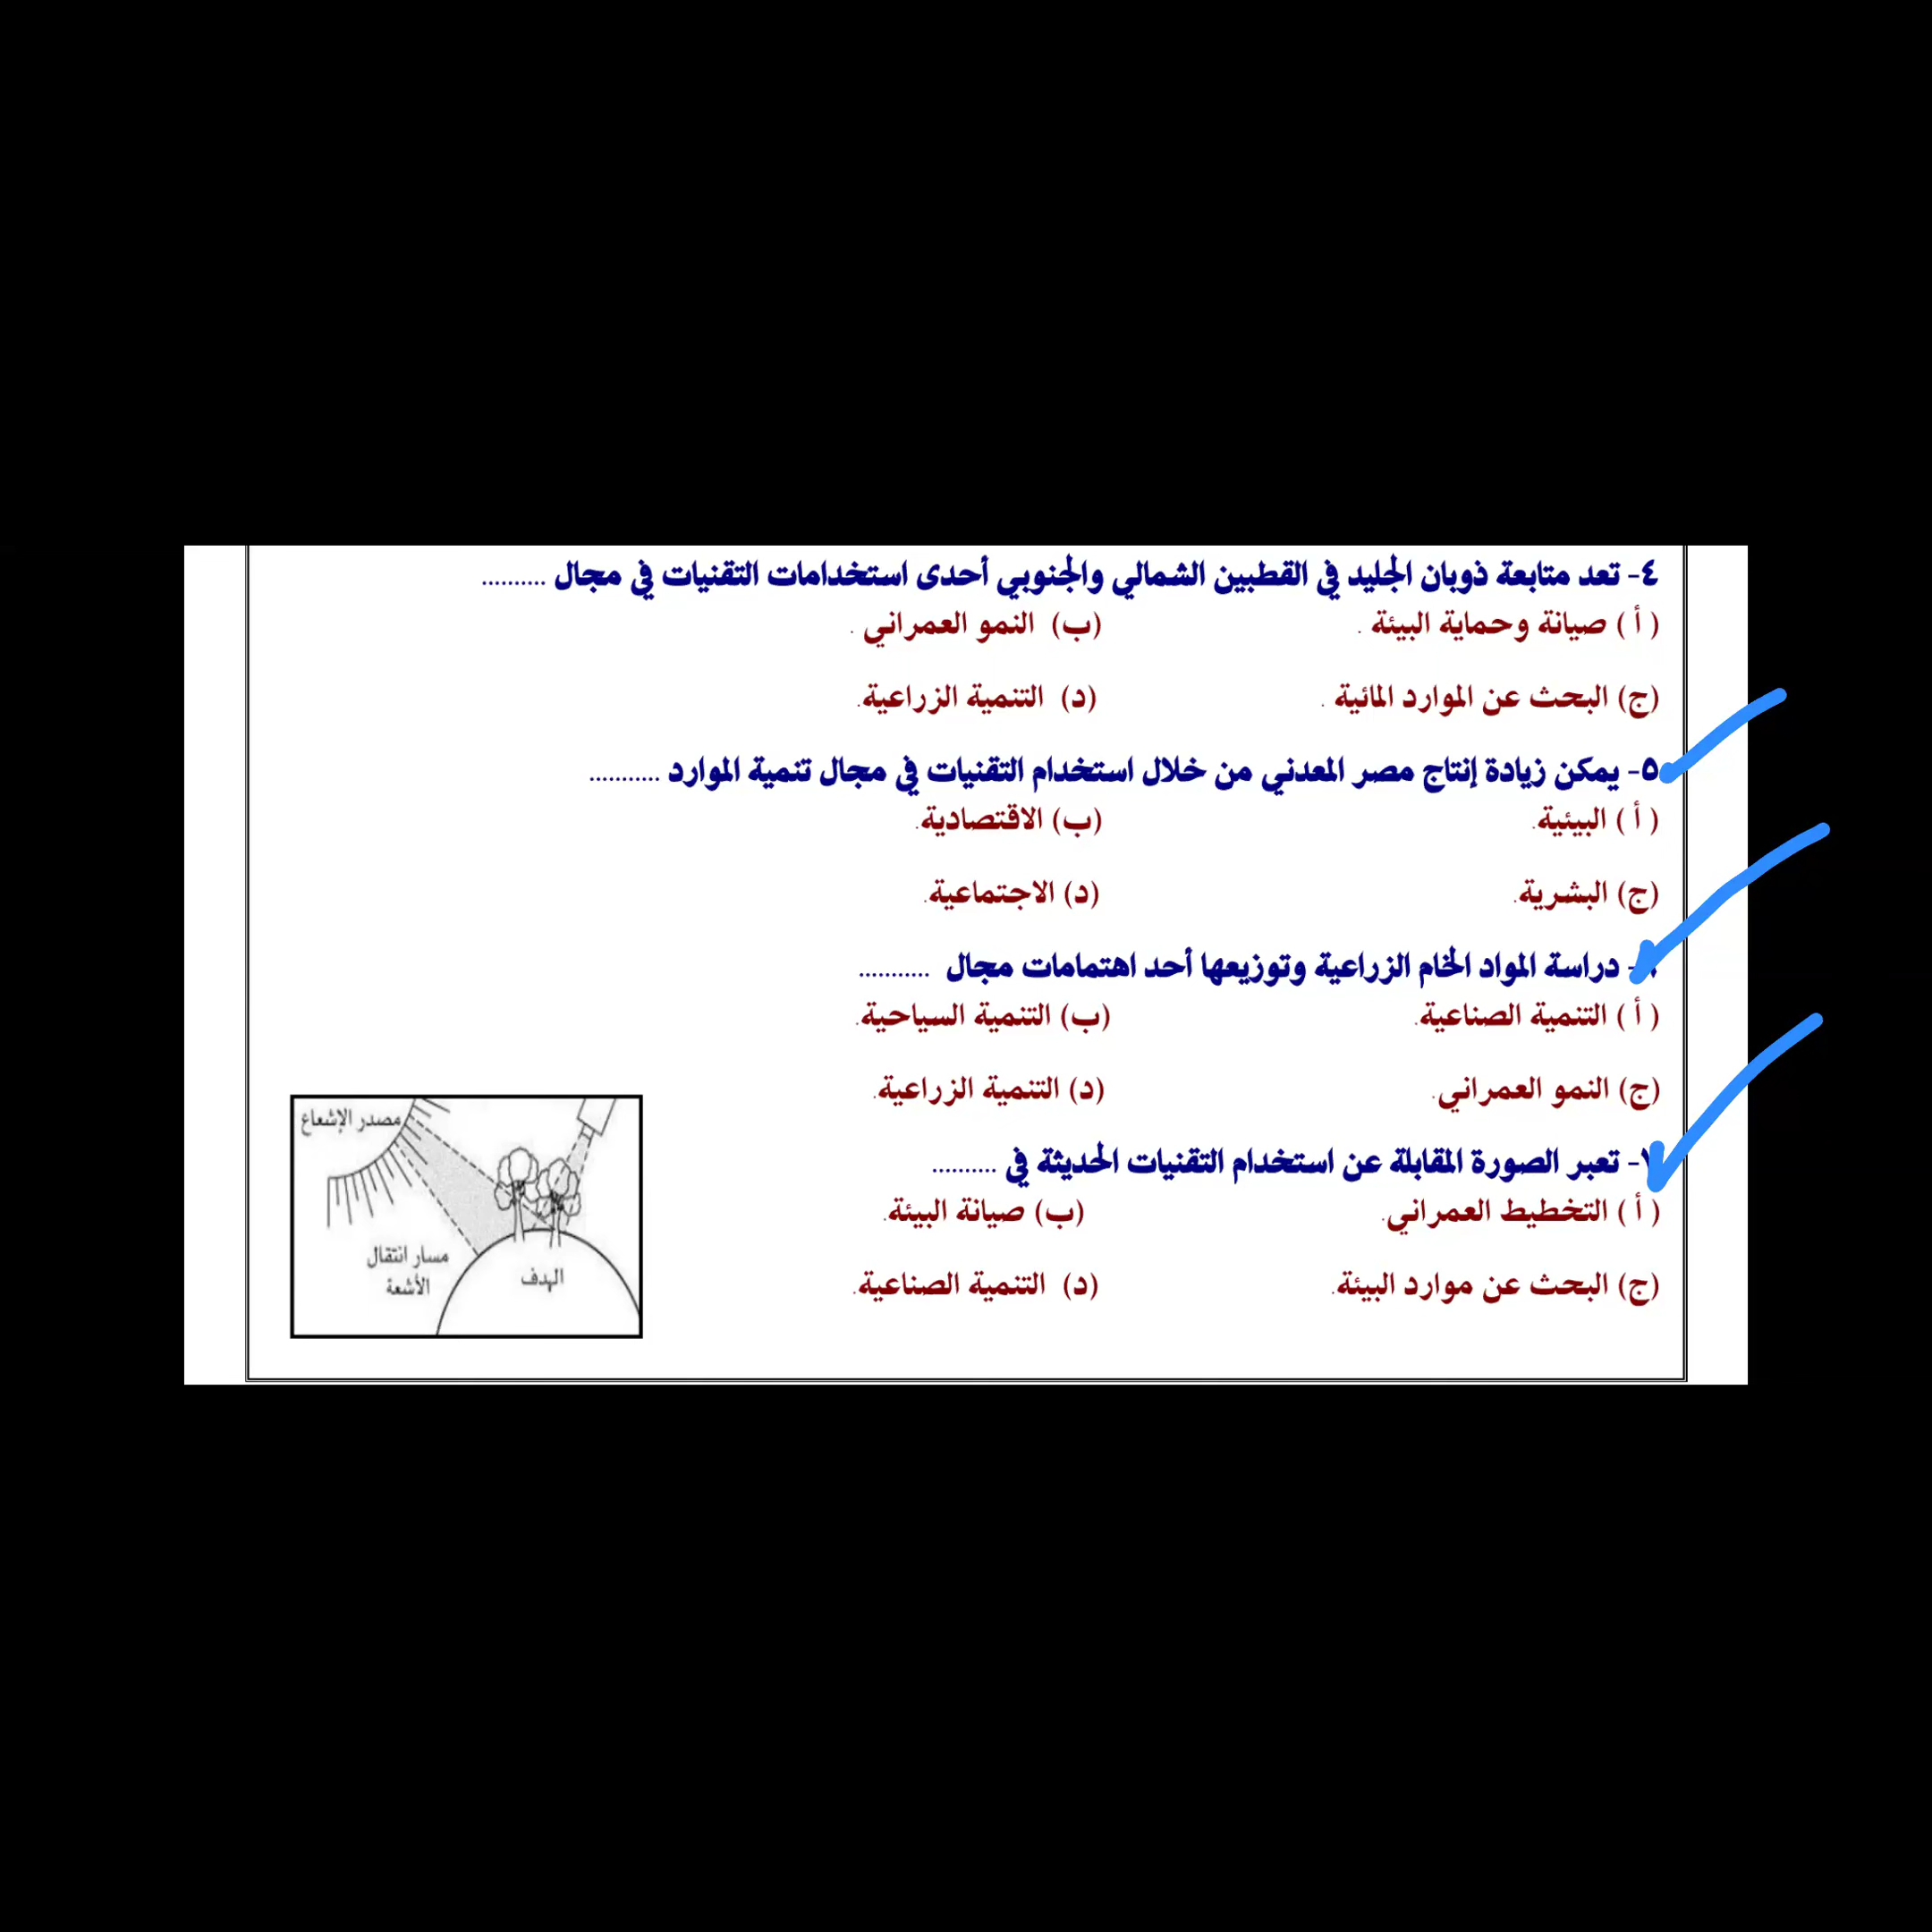 ٤- تعد متابعة ذوبان الجليد في القطبين الشمالي والجنوبي أحدى استخدامات التقنيات في مجال ..........
( أ ) صيانة وحماية البيئة . (ب) النمو العمراني .
(ج) البحث عن الموارد المائية . (د) التنمية الزراعية.
٥- يمكن زيادة إنتاج مصر المعدني من خلال استخدام التقنيات في مجال تنمية الموارد ...........
( أ ) البيئية. (ب) الاقتصادية.
(ج) البشرية. (د) الاجتماعية.
- دراسة المواد الخام الزراعية وتوزيعها أحد اهتمامات مجال ...........
( أ ) التنمية الصناعية. (ب) التنمية السياحية.
(ج) النمو العمراني. (د) التنمية الزراعية.
٧- تعبر الصورة المقابلة عن استخدام التقنيات الحديثة في ..........
( أ ) التخطيط العمراني. (ب) صيانة البيئة.
(ج) البحث عن موارد البيئة. (د) التنمية الصناعية.
مصدر الإشعاع
مسار انتقال
الأشعة
الهدف